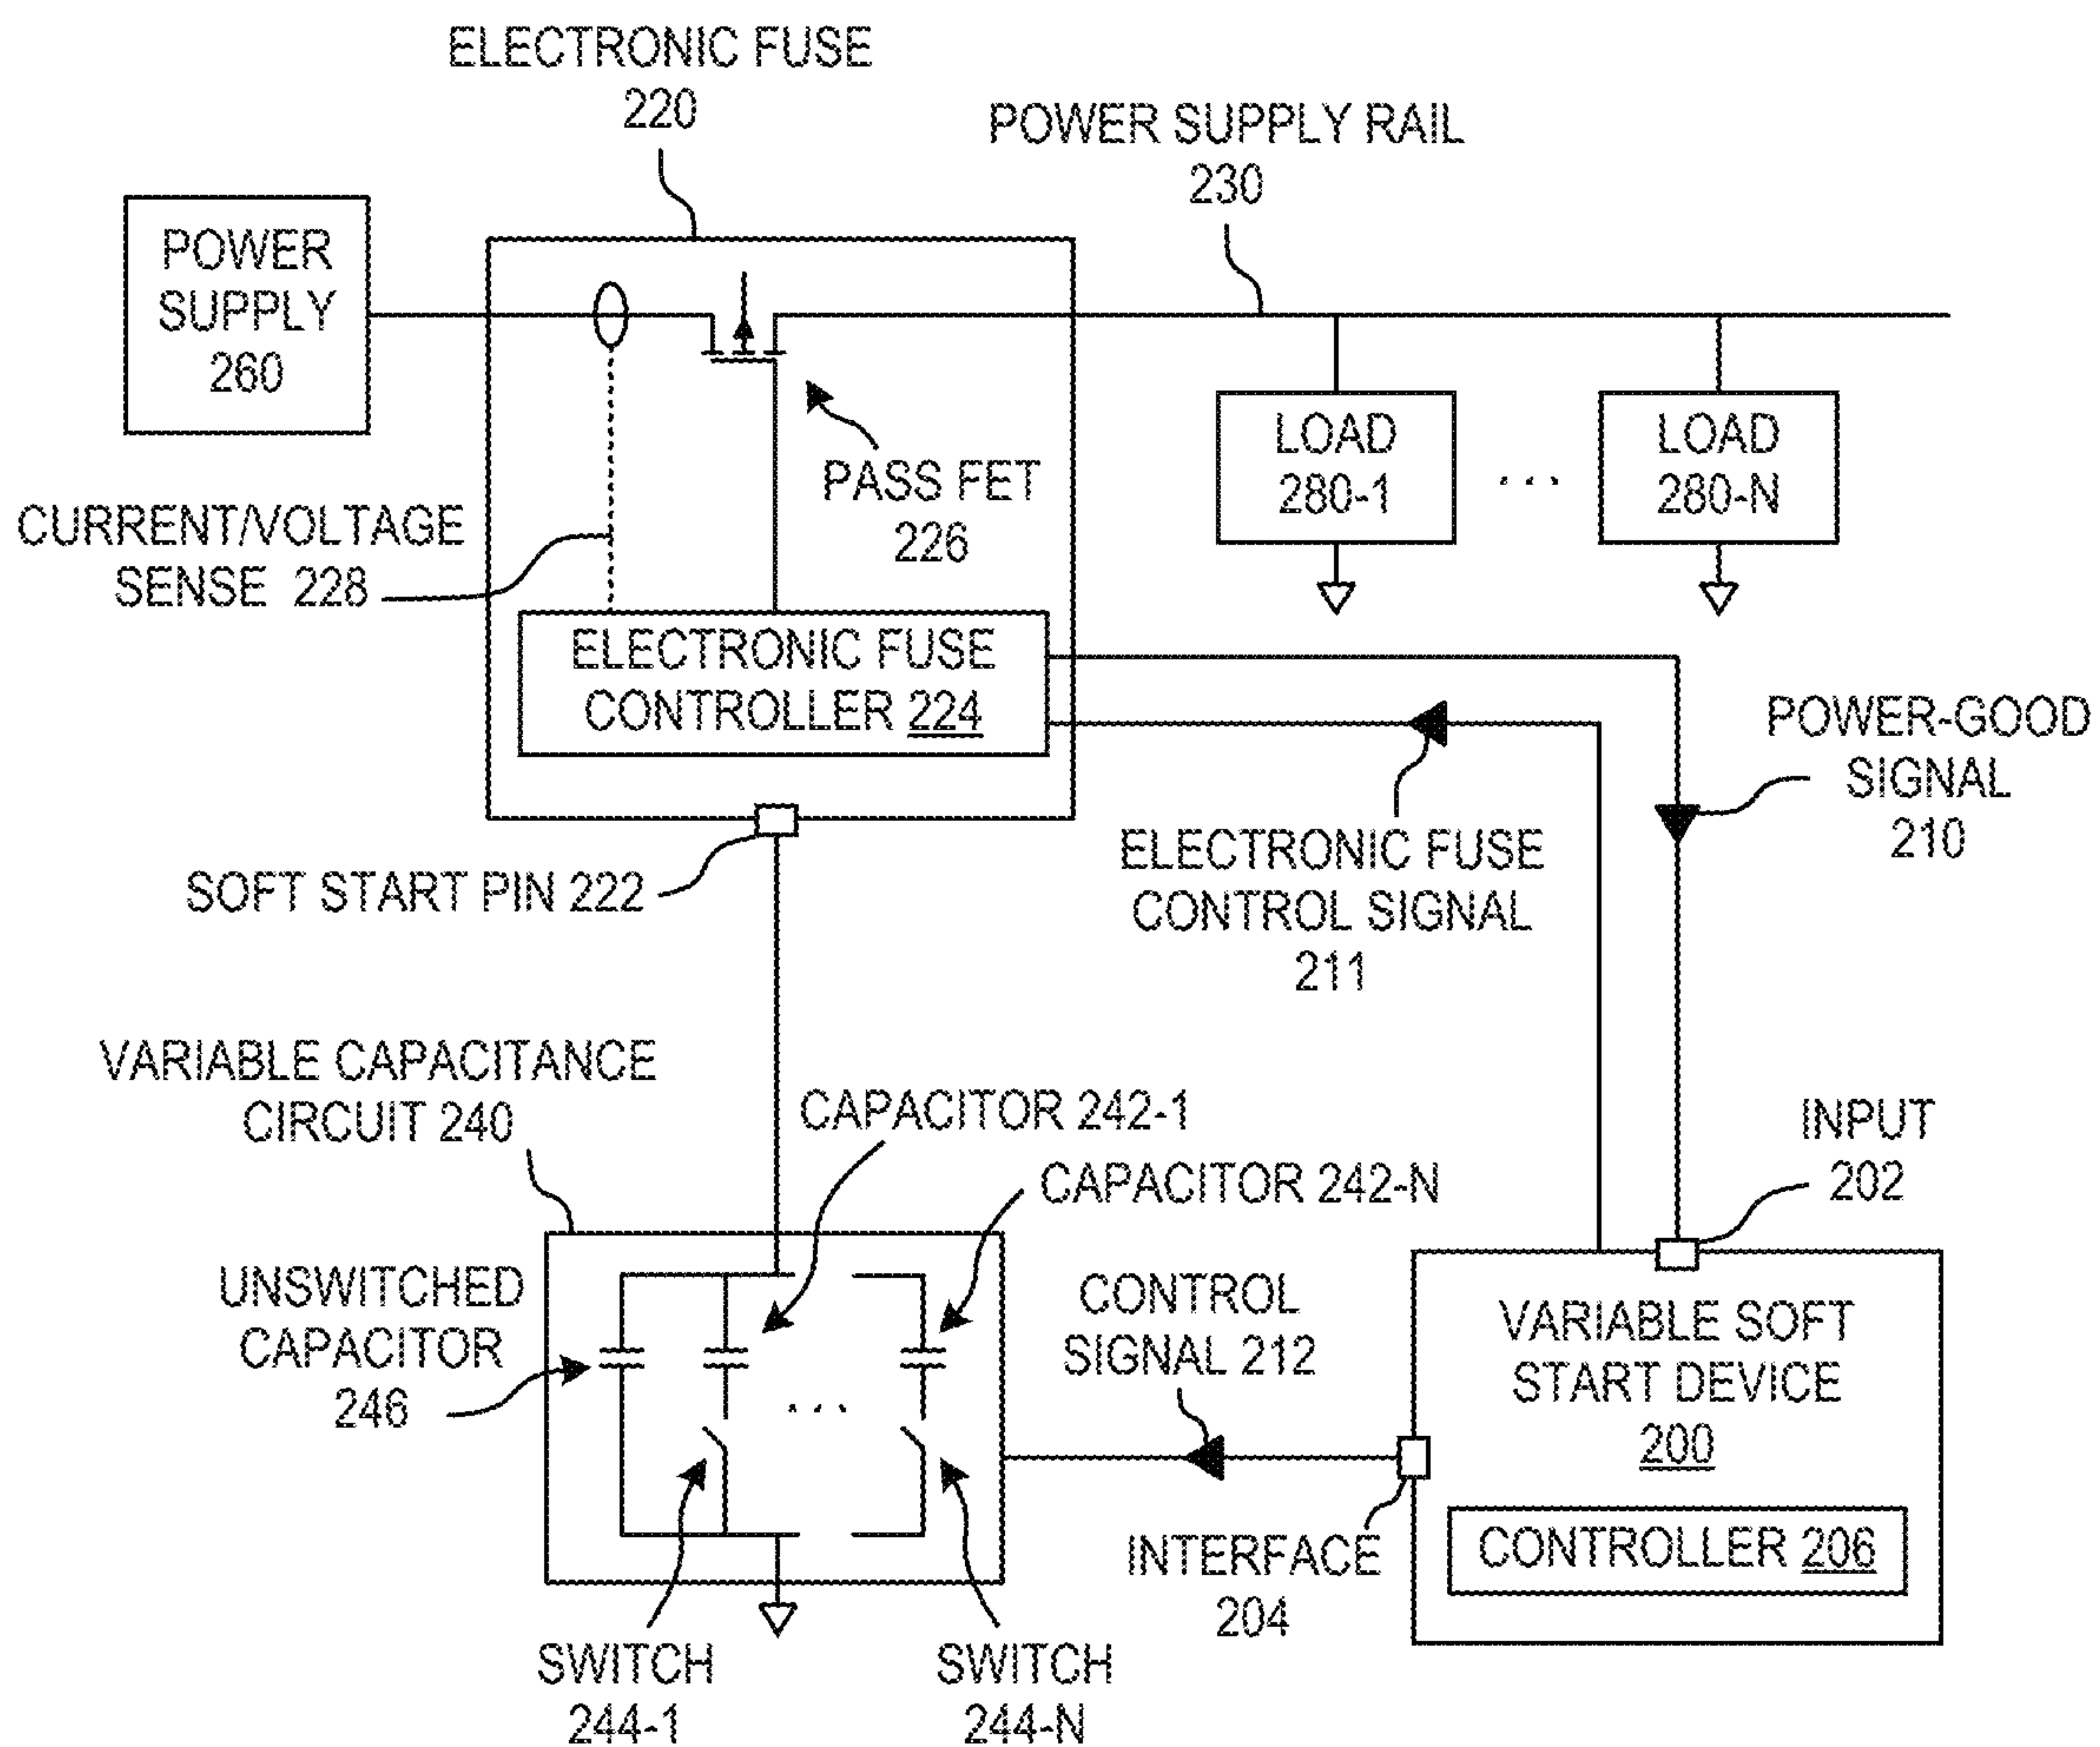 ELECTRONIC FUSE
220
POWER SUPPLY RAIL
230
POWER
SUPPLY
260
LOAD
280-1
. . .
LOAD
280-N
PASS FET
226
CURRENT/VOLTAGE
SENSE 228
ELECTRONIC FUSE
CONTROLLER 224
POWER-GOOD
SIGNAL
210
ELECTRONIC FUSE
CONTROL SIGNAL
211
SOFT START PIN 222
VARIABLE CAPACITANCE
CIRCUIT 240
CAPACITOR 242-1
CAPACITOR 242-N
INPUT
202
UNSWITCHED
CAPACITOR
246
. . .
CONTROL
SIGNAL 212
VARIABLE SOFT
START DEVICE
200
CONTROLLER 206
INTERFACE
204
SWITCH
244-1
SWITCH
244-N